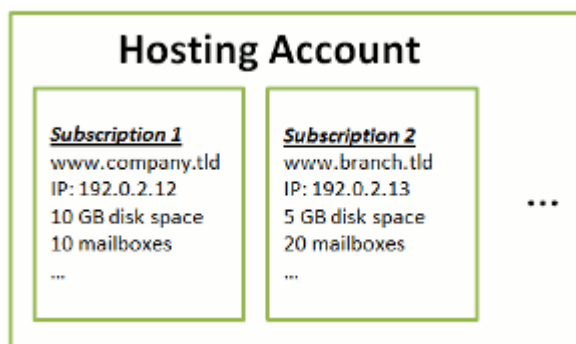 Hosting Account
Subscription 1
www.company.tld
IP: 192.0.2.12
10 GB disk space
10 mailboxes
...
Subscription 2
www.branch.tld
IP: 192.0.2.13
5 GB disk space
20 mailboxes
...
...